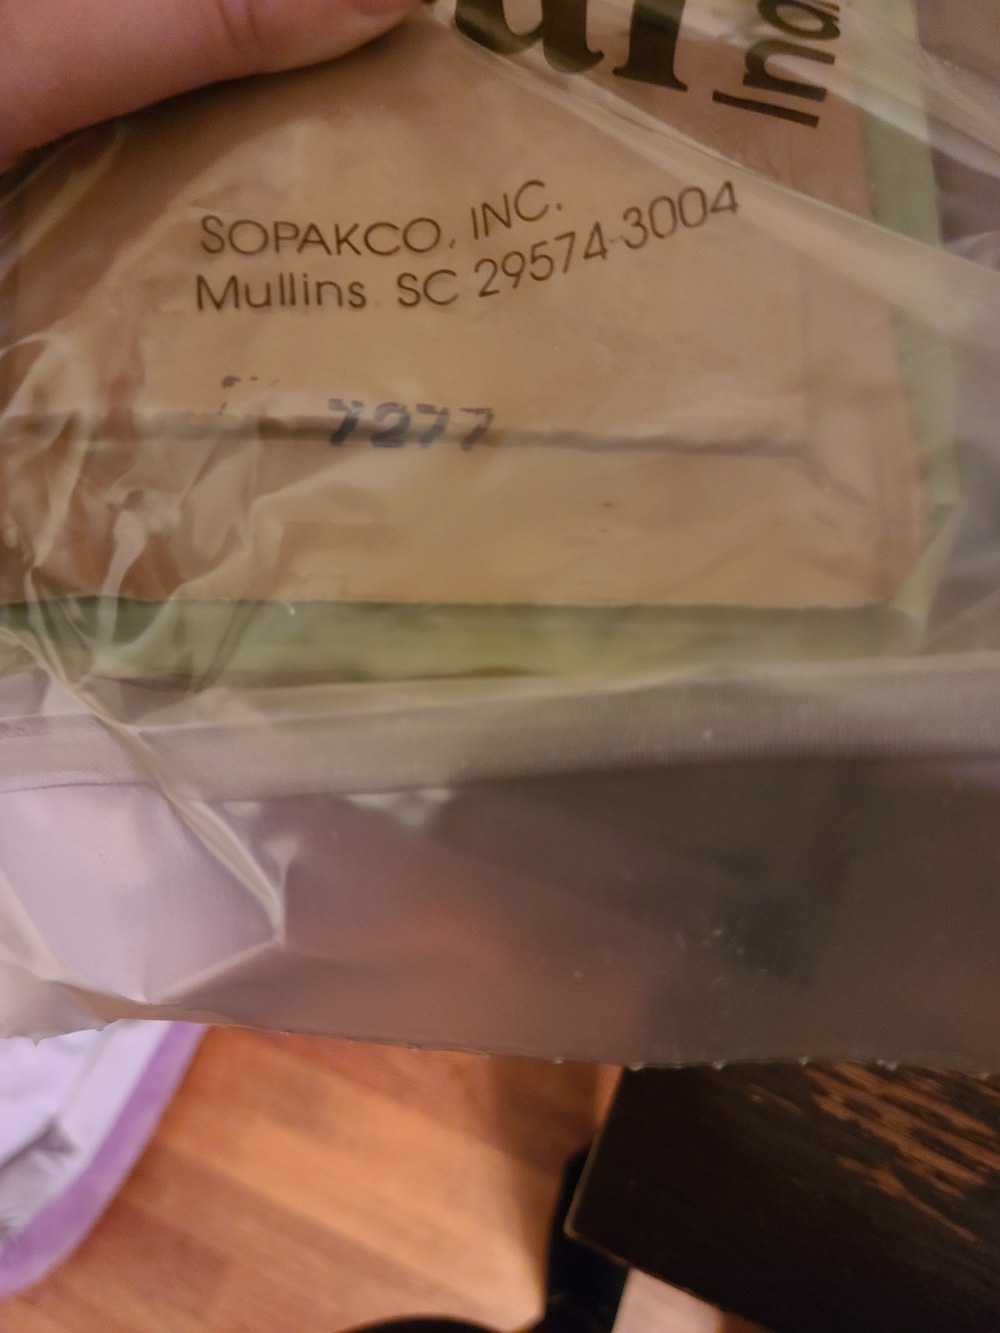 SOPAKCO, INC.
Mullins SC 29574-3004
7277